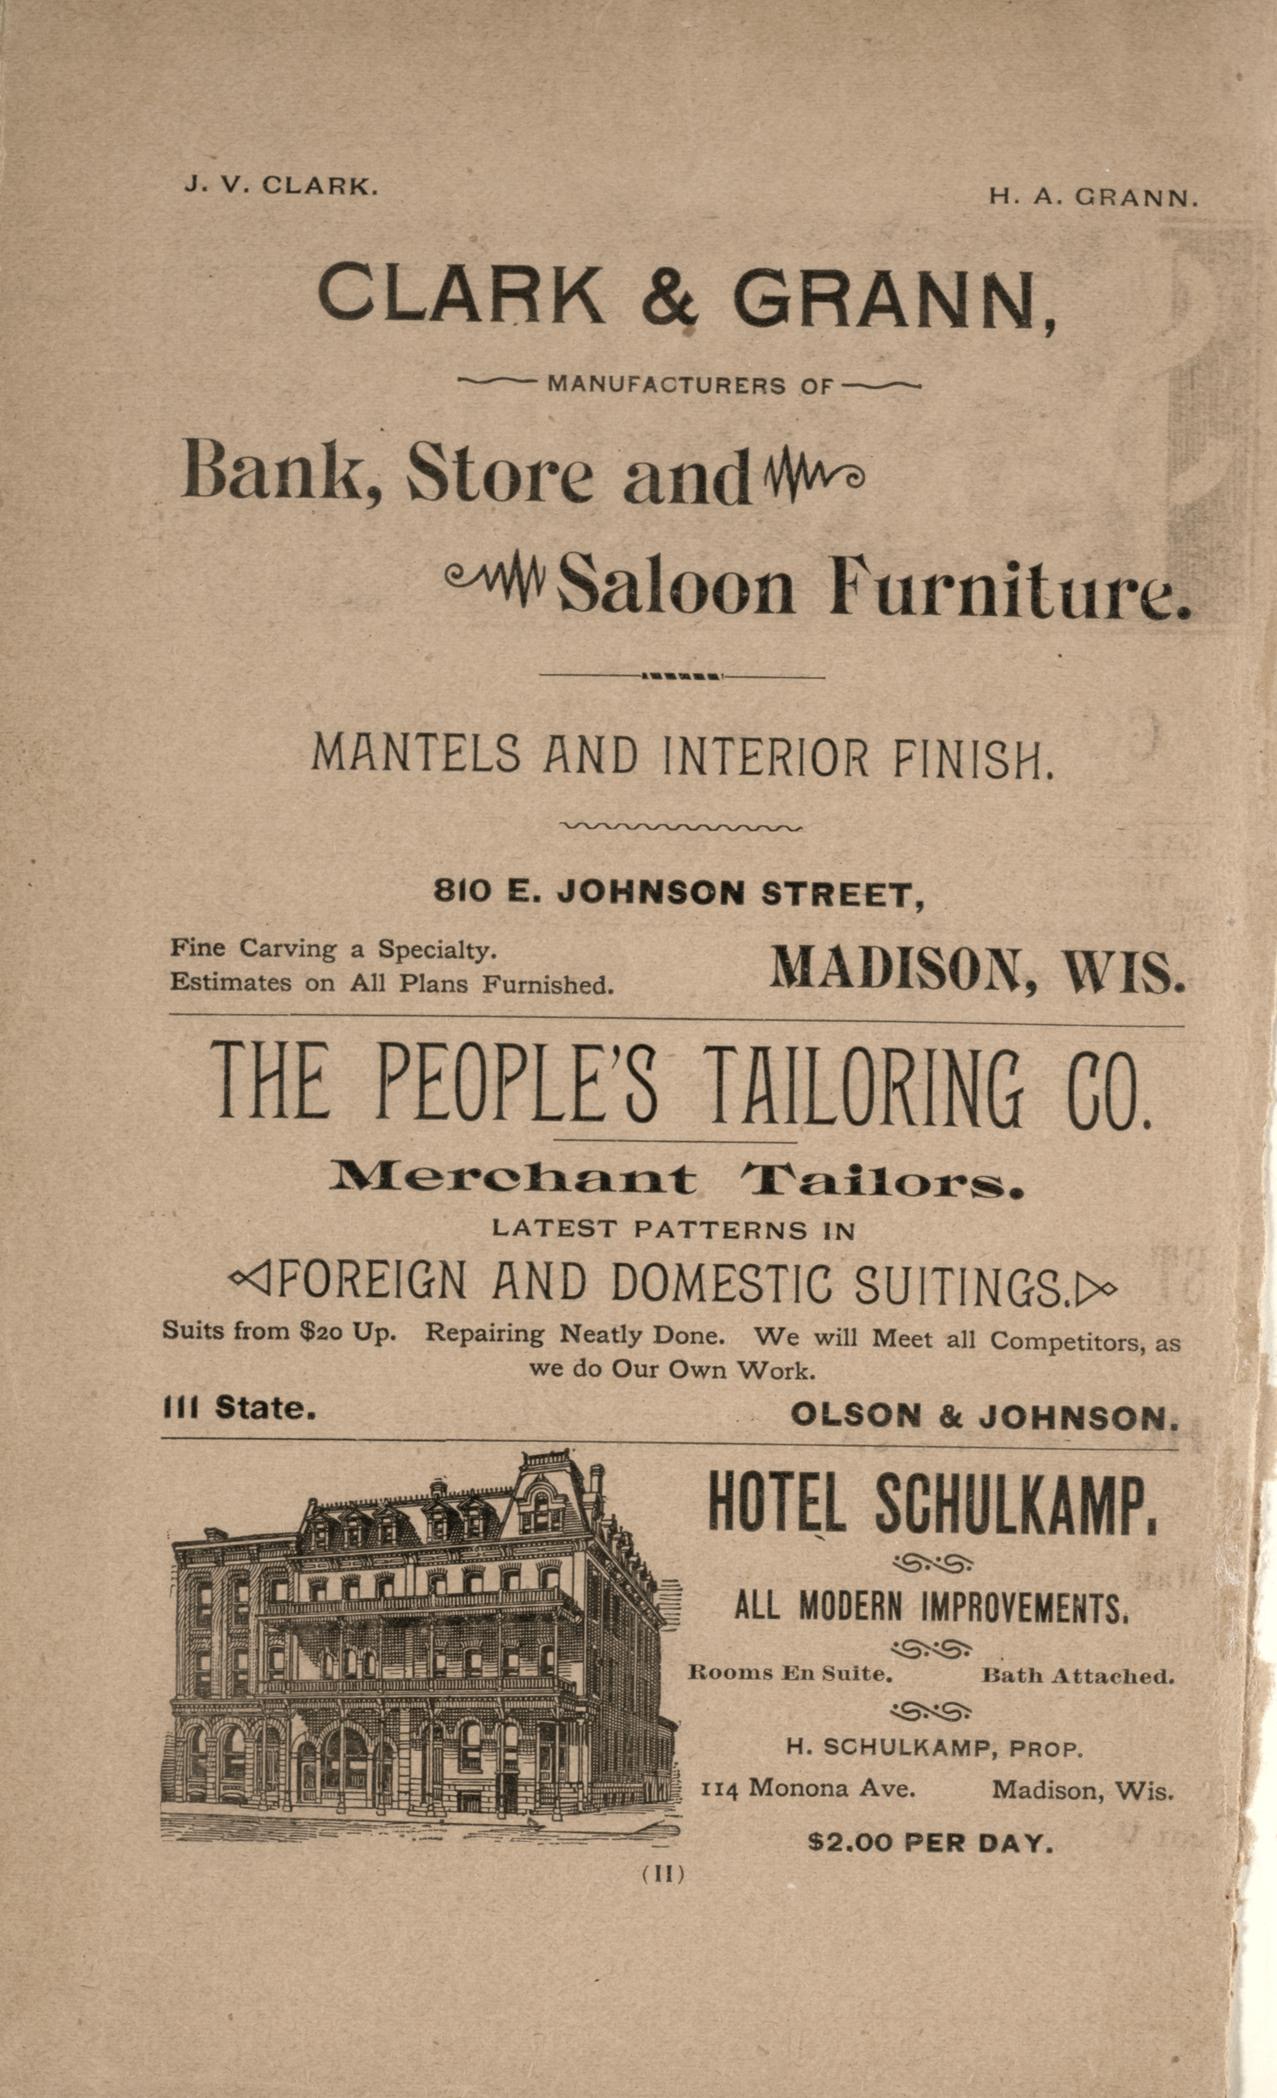 J. V. CLARK.
H. A. GRANN.
CLARK & GRANN,
MANUFACTURERS OF
Bank, Store and
Saloon Furniture.
MANTELS AND INTERIOR FINISH.
810 E. JOHNSON STREET,
Fine Carving a Specialty.
Estimates on All Plans Furnished.
MADISON, WIS.
THE PEOPLE'S TAILORING CO.
Merchant Tailors.
LATEST PATTERNS IN
FOREIGN AND DOMESTIC SUITINGS.
Suits from $20 Up. Repairing Neatly Done. We will Meet all Competitors, as
we do Our Own Work.
111 State.
OLSON & JOHNSON.
HOTEL SCHULKAMP.
ALL MODERN IMPROVEMENTS.
Rooms En Suite. Bath Attached.
H. SCHULKAMP, PROP.
114 Monona Ave. Madison, Wis.
$2.00 PER DAY.
(II)